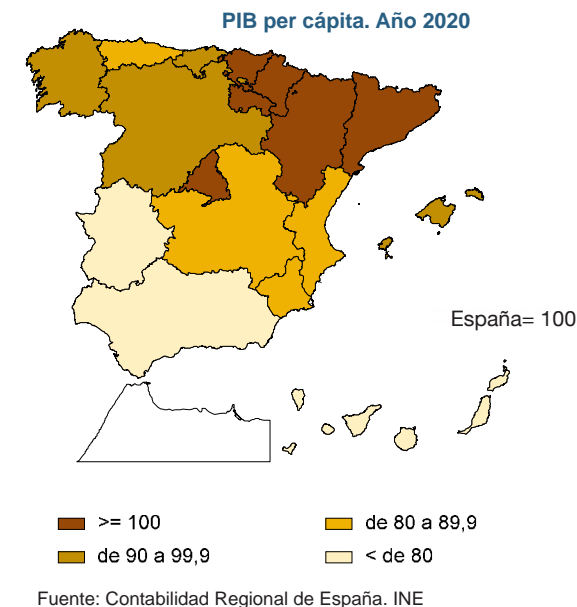 PIB per cápita. Año 2020
España= 100
>= 100
de 80 a 89,9
de 90 a 99,9
< de 80
Fuente: Contabilidad Regional de España. INE